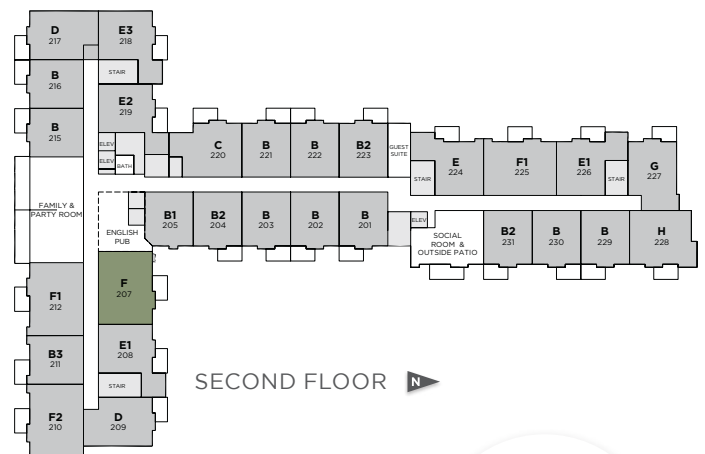 D
217
E3
218
STAIR
B
216
E2
219
B
215
ELEV
ELEV
BATH
C
220
B
221
B
222
B2
223
GUEST
SUITE
E
224
STAIR
F1
225
E1
226
STAIR
G
227
FAMILY &
PARTY ROOM
ENGLISH
PUB
B1
205
B2
204
B
203
B
202
B
201
ELEV
SOCIAL
ROOM &
OUTSIDE PATIO
B2
231
B
230
B
229
H
228
F
207
F1
212
E1
208
B3
211
STAIR
F2
210
D
209
SECOND FLOOR
N